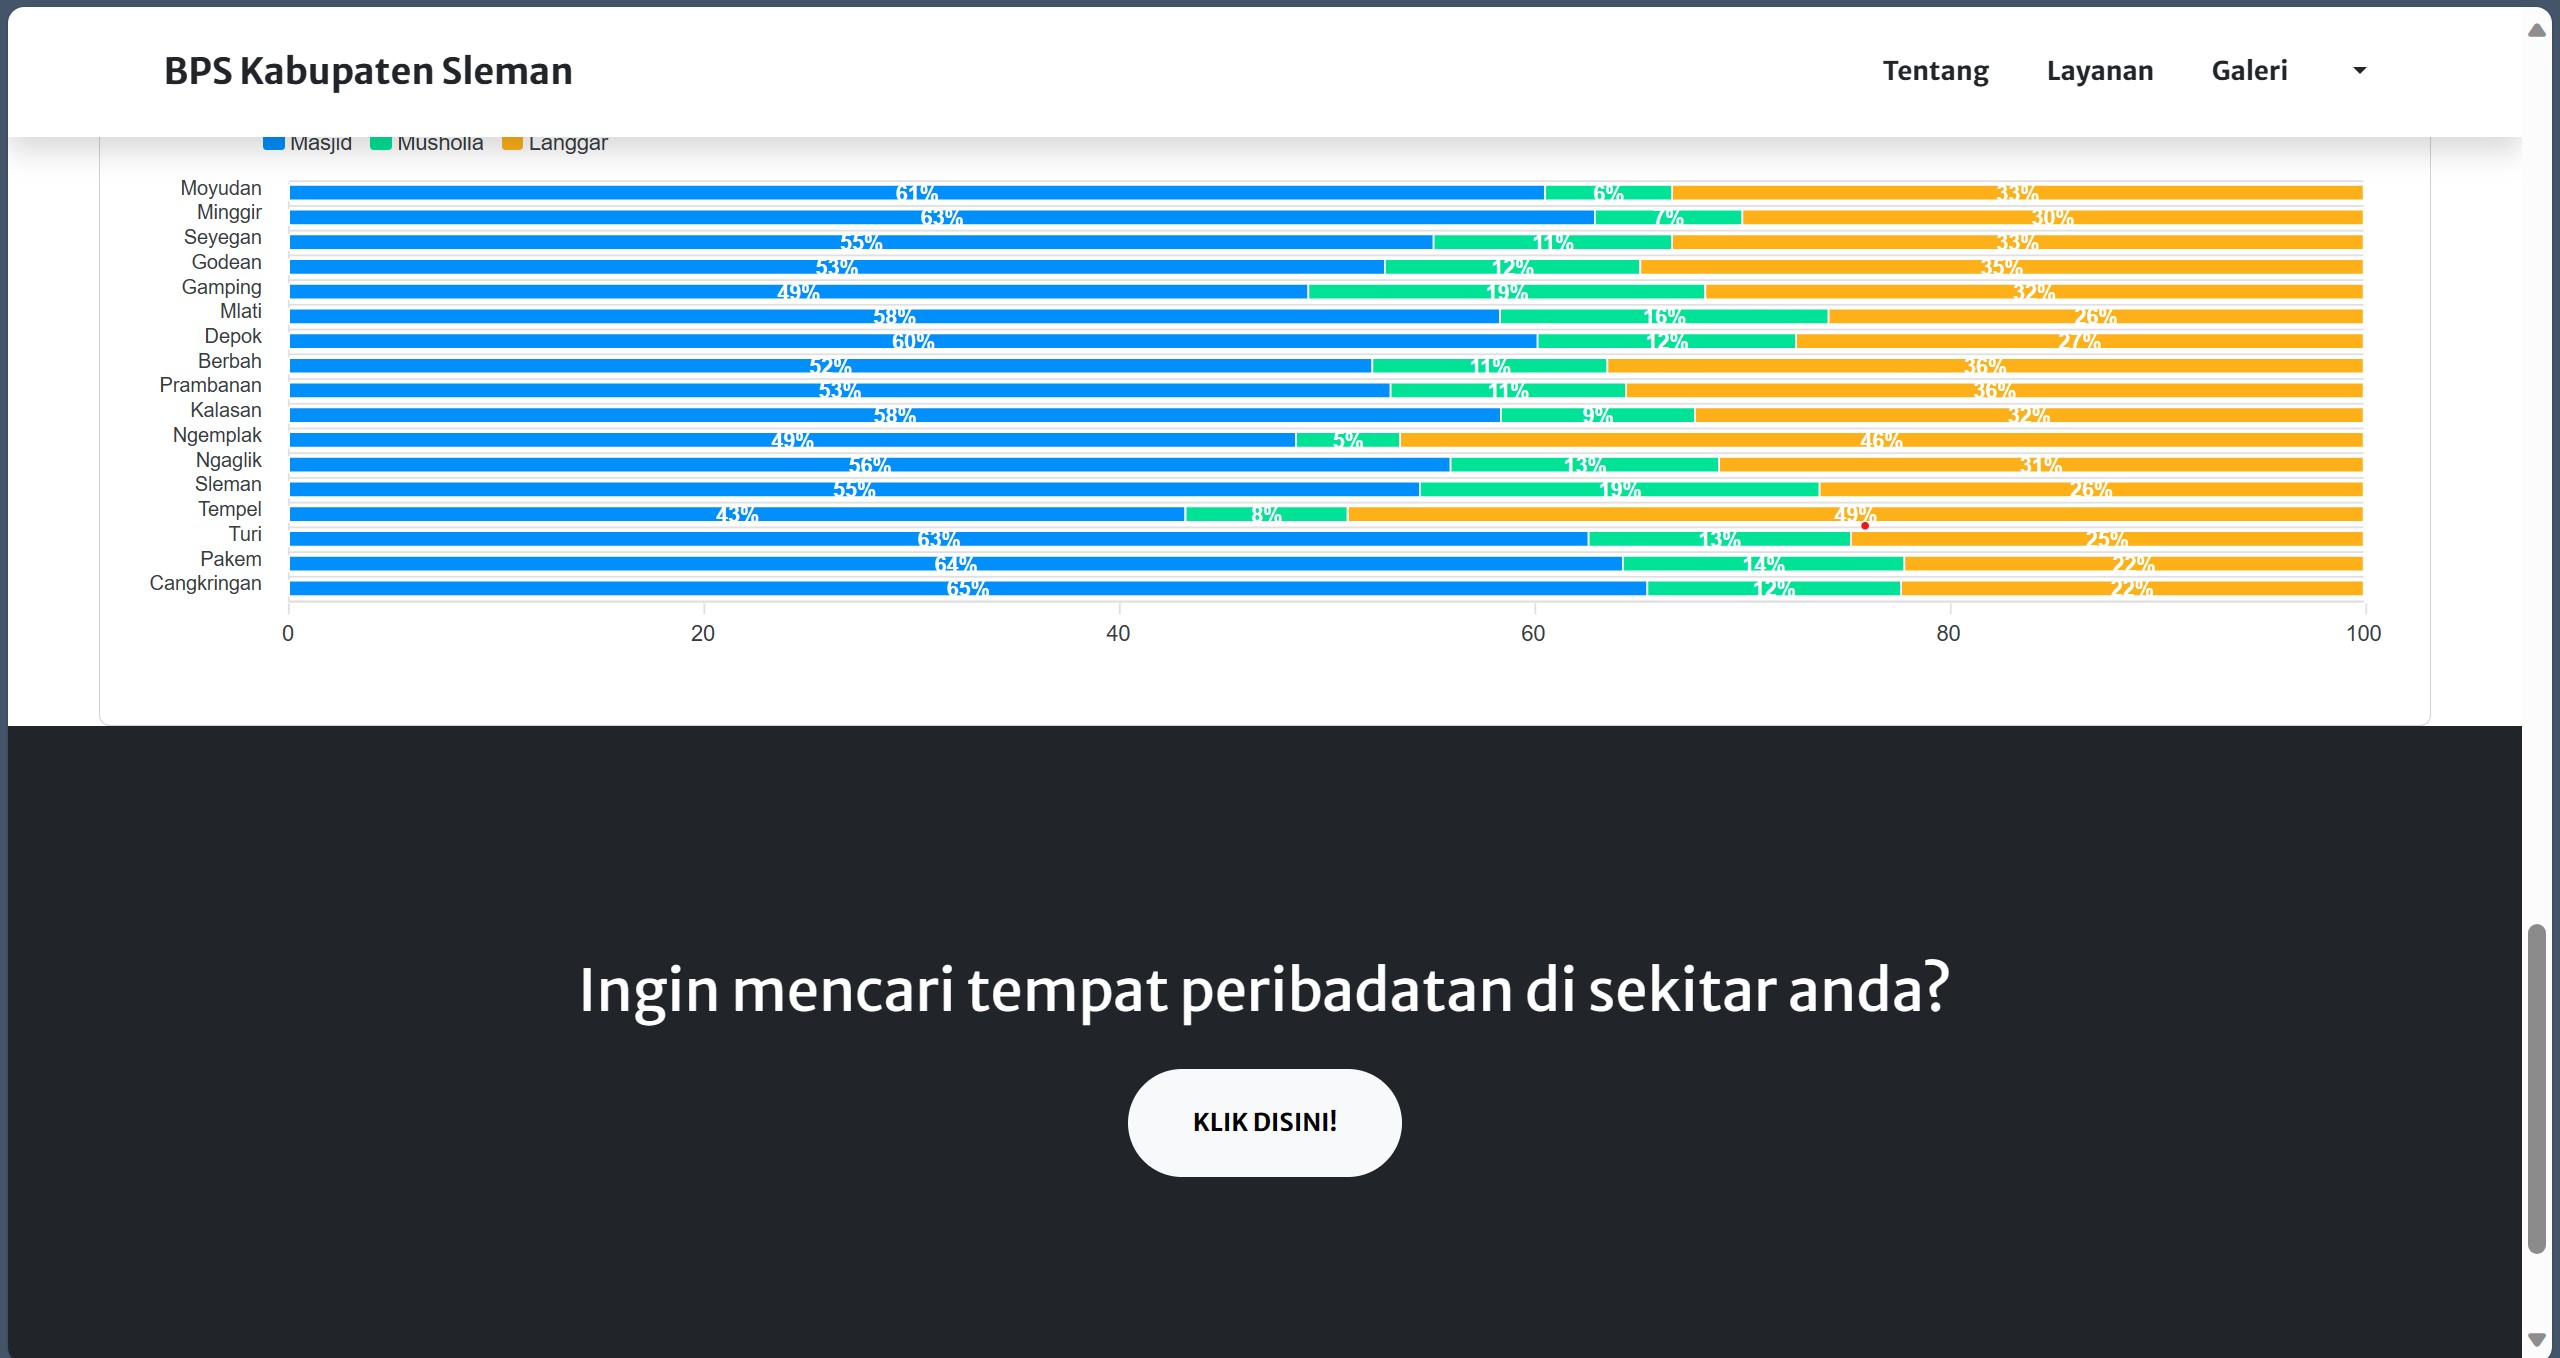 BPS Kabupaten Sleman
Tentang Layanan Galeri
Masjid Musholla Langgar
Moyudan 61% 6% 33%
Minggir 63% 7% 30%
Seyegan 55% 11% 33%
Godean 53% 12% 35%
Gamping 49% 19% 32%
Mlati 58% 16% 26%
Depok 60% 12% 27%
Berbah 52% 11% 36%
Prambanan 53% 11% 36%
Kalasan 58% 9% 32%
Ngemplak 49% 5% 46%
Ngaglik 56% 13% 31%
Sleman 55% 19% 26%
Tempel 43% 8% 49%
Turi 63% 13% 25%
Pakem 64% 14% 22%
Cangkringan 65% 12% 22%
0 20 40 60 80 100
Ingin mencari tempat peribadatan di sekitar anda?
KLIK DISINI!